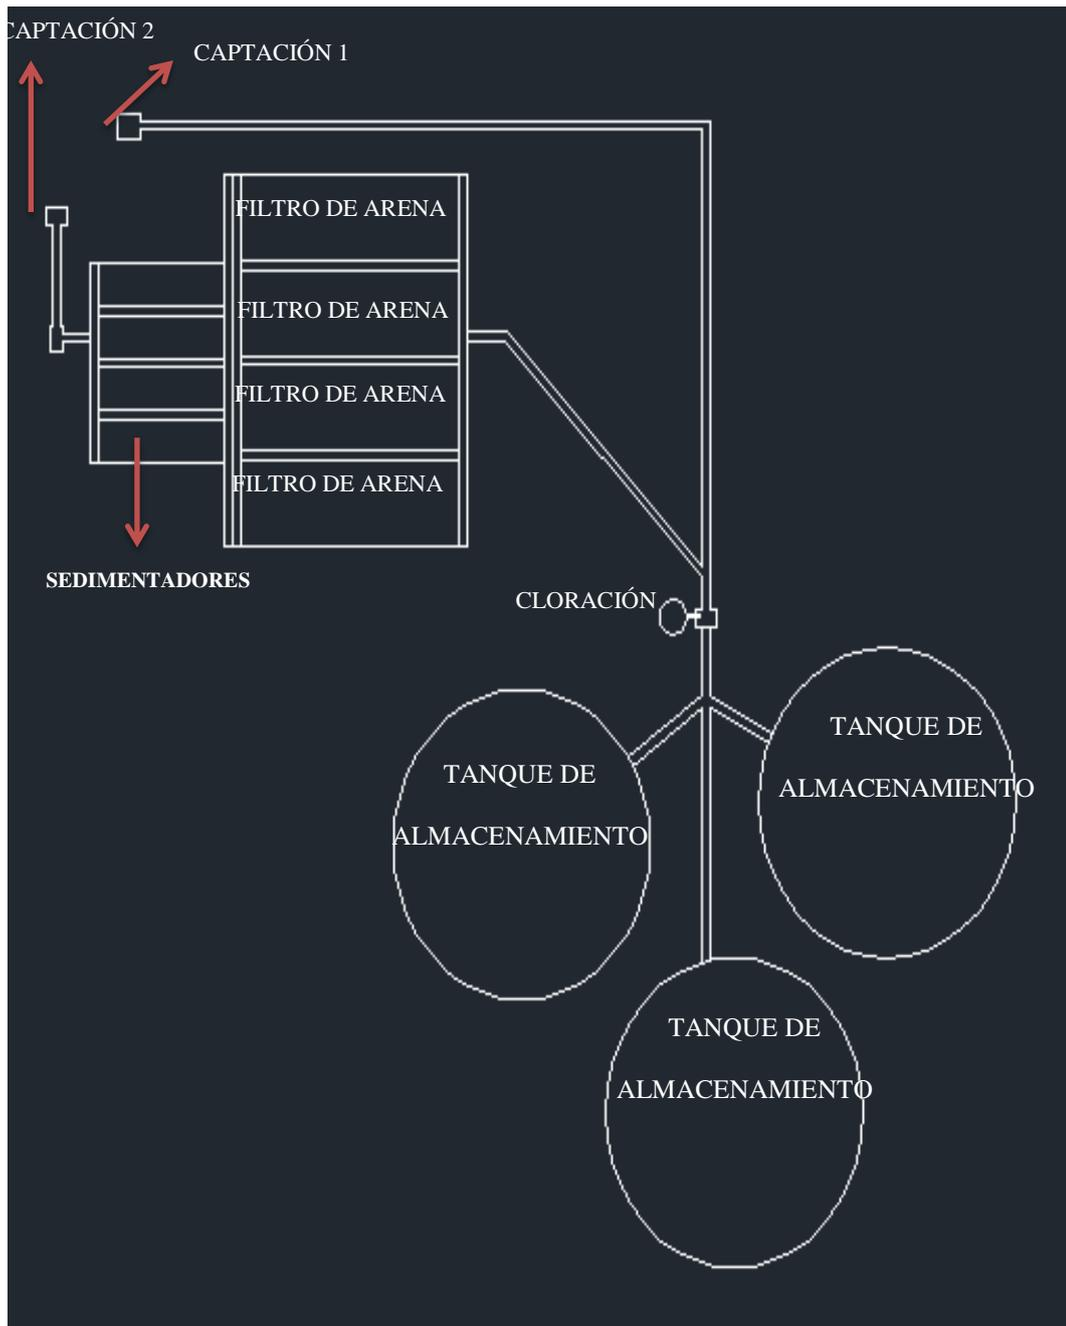 CAPTACIÓN 2
CAPTACIÓN 1
FILTRO DE ARENA
FILTRO DE ARENA
FILTRO DE ARENA
FILTRO DE ARENA
SEDIMENTADORES
CLORACIÓN
TANQUE DE
ALMACENAMIENTO
TANQUE DE
ALMACENAMIENTO
TANQUE DE
ALMACENAMIENTO